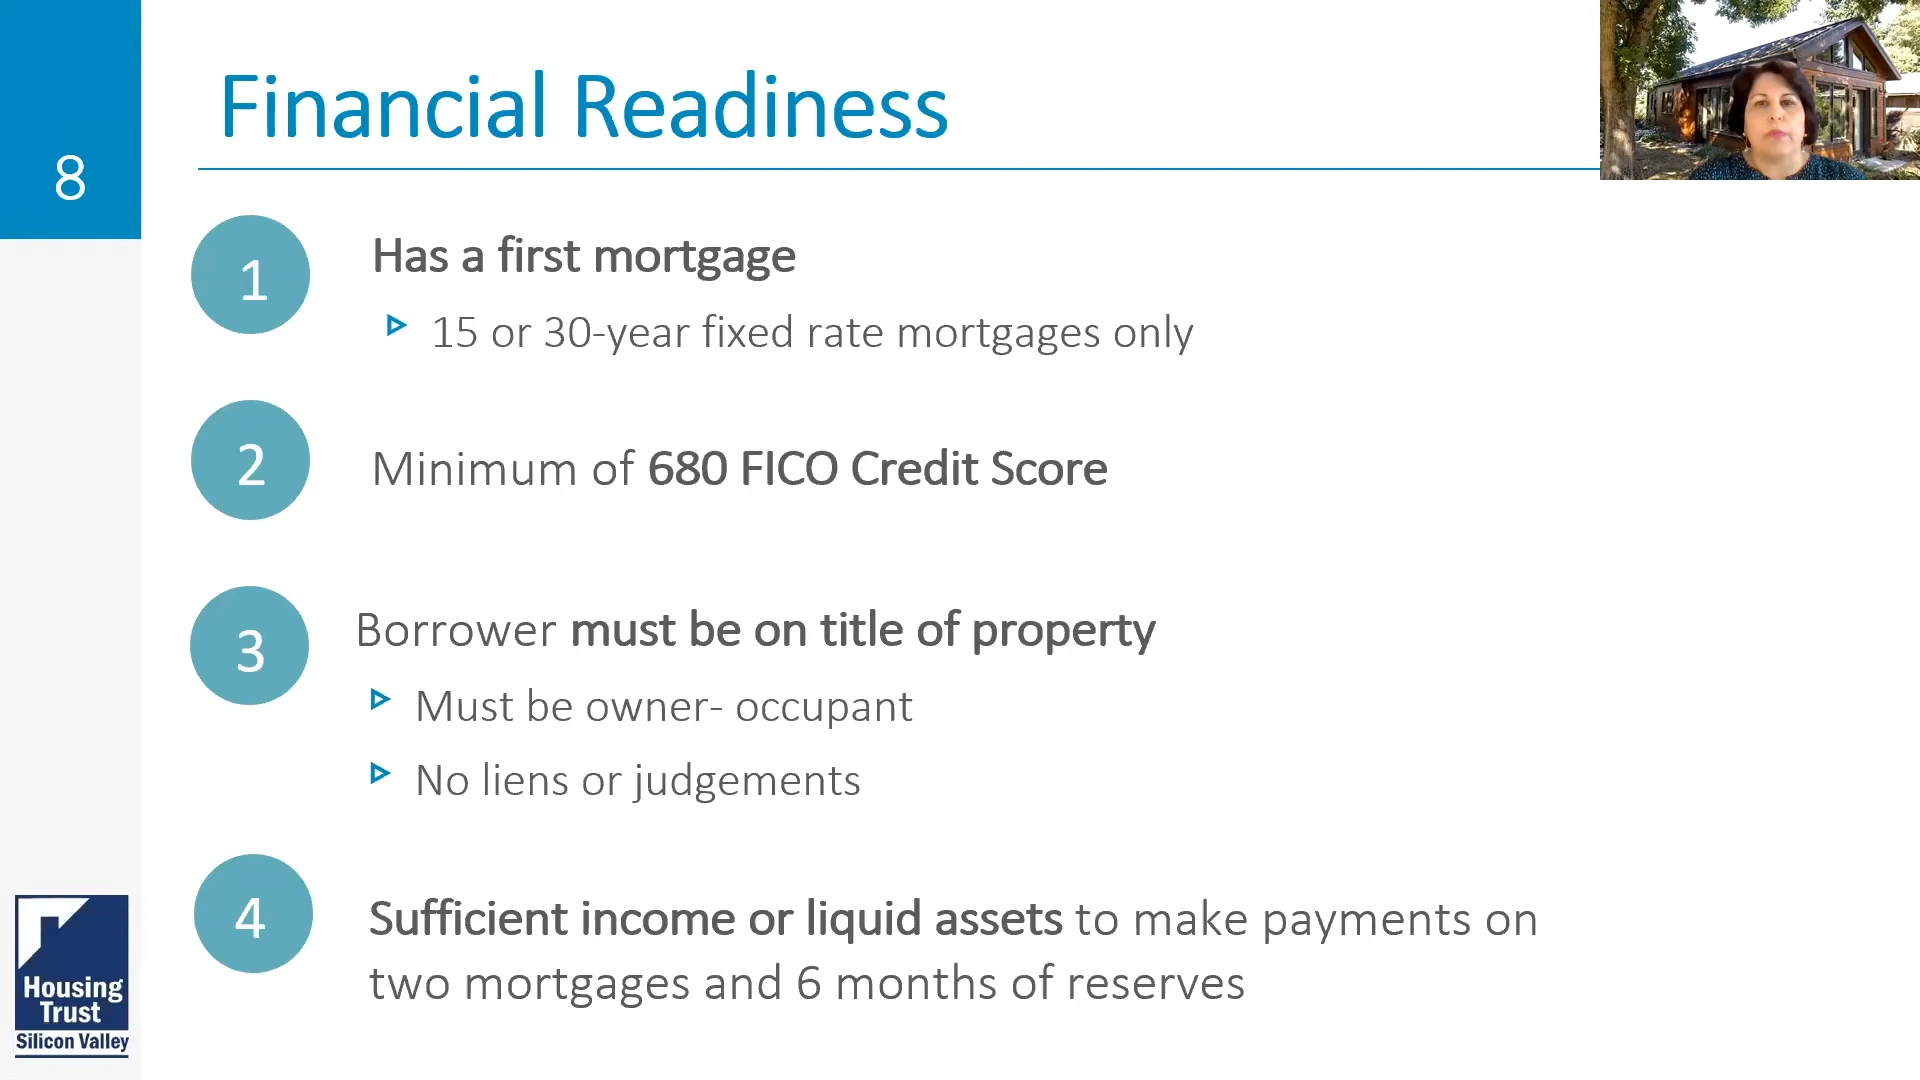 8
Financial Readiness
1
Has a first mortgage
15 or 30-year fixed rate mortgages only
2
Minimum of 680 FICO Credit Score
3
Borrower must be on title of property
Must be owner- occupant
No liens or judgements
4
Sufficient income or liquid assets to make payments on
two mortgages and 6 months of reserves
Housing
Trust
Silicon Valley